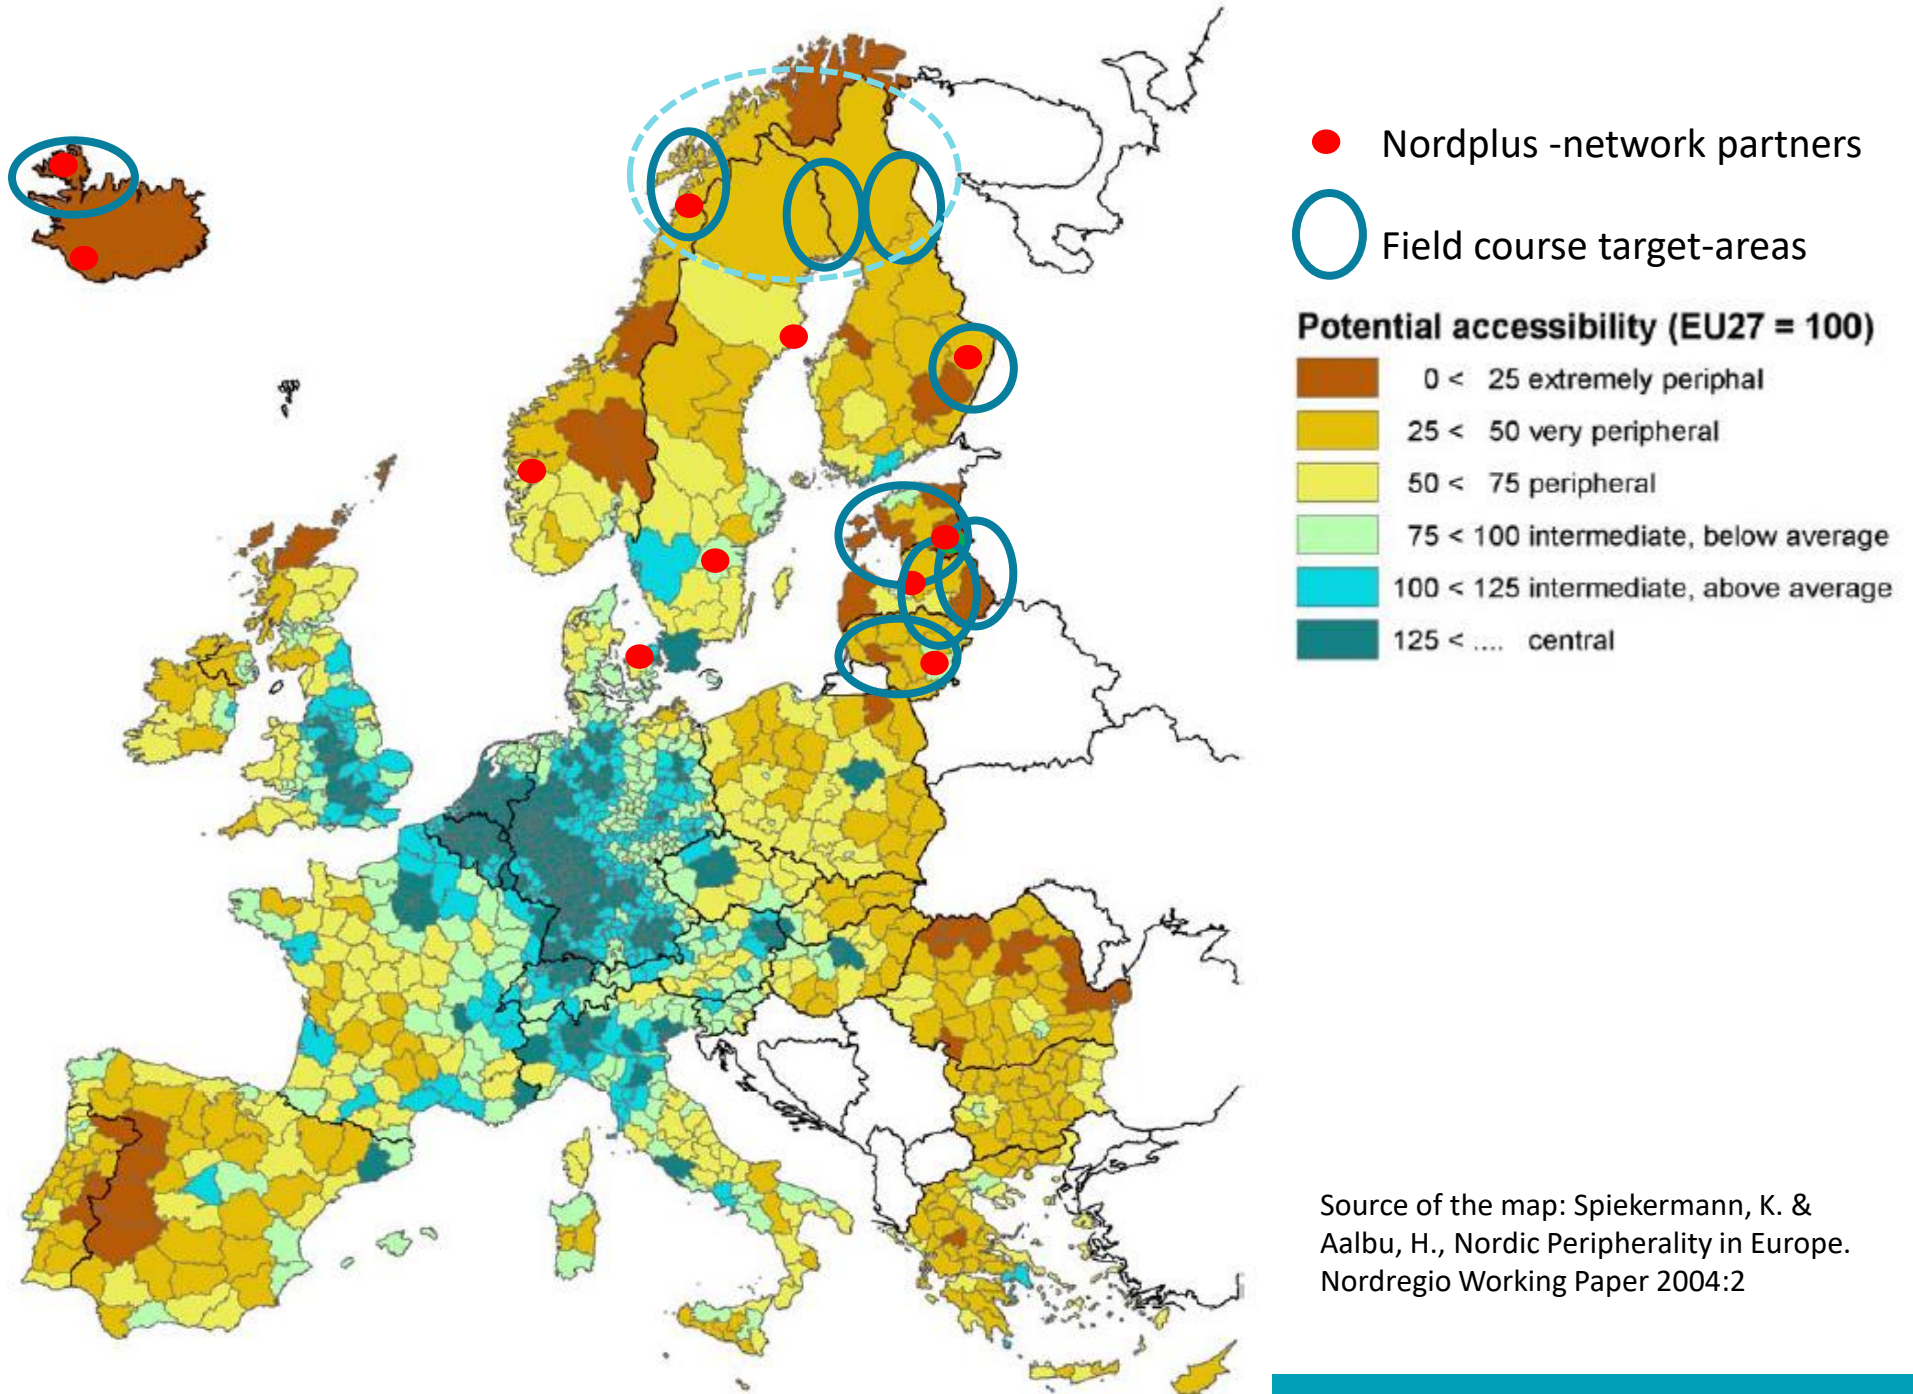 Nordplus -network partners
Field course target-areas
Potential accessibility (EU27 = 100)
0 < 25 extremely periphal
25 < 50 very peripheral
50 < 75 peripheral
75 < 100 intermediate, below average
100 < 125 intermediate, above average
125 < .... central
Source of the map: Spiekermann, K. &
Aalbu, H., Nordic Peripherality in Europe.
Nordregio Working Paper 2004:2